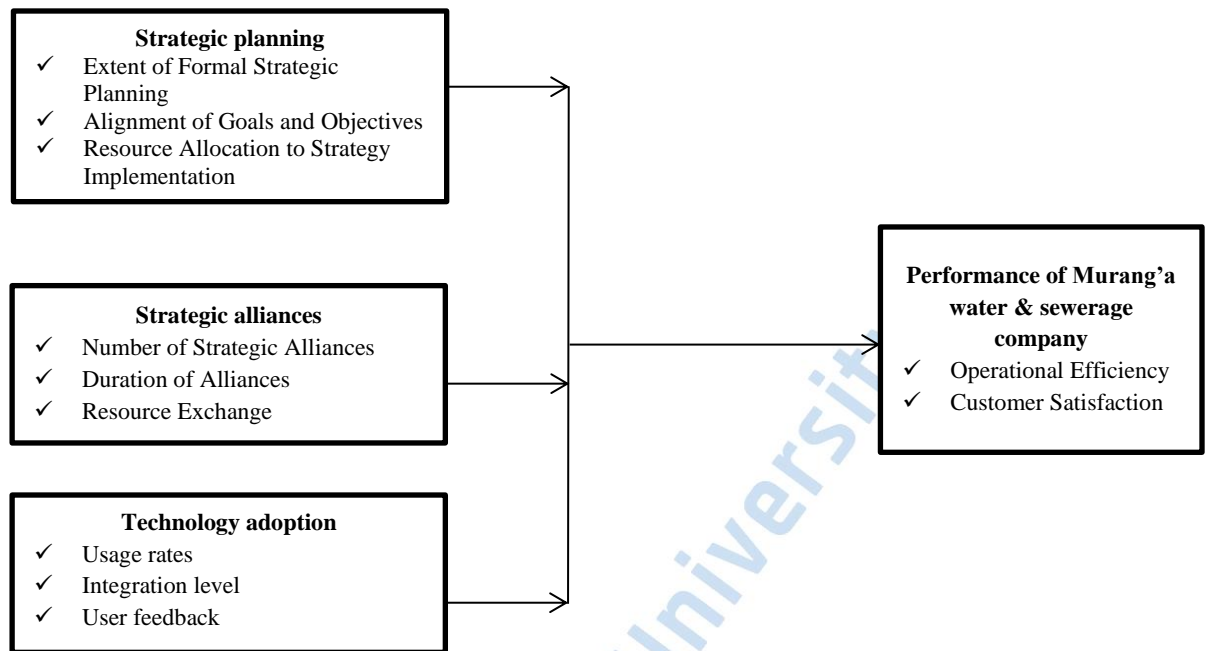 Strategic planning
✓ Extent of Formal Strategic
Planning
✓ Alignment of Goals and Objectives
✓ Resource Allocation to Strategy
Implementation
Strategic alliances
✓ Number of Strategic Alliances
✓ Duration of Alliances
✓ Resource Exchange
Technology adoption
✓ Usage rates
✓ Integration level
✓ User feedback
Performance of Murang’a
water & sewerage
company
✓ Operational Efficiency
✓ Customer Satisfaction